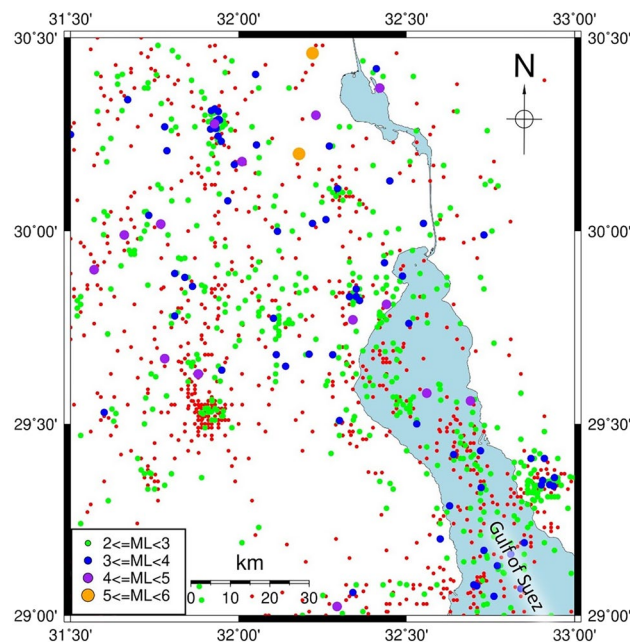 31°30' 32°00' 32°30' 33°00'
30°30' 30°30'
N
30°00' 30°00'
29°30' 29°30'
2<=ML<3
3<=ML<4
4<=ML<5
5<=ML<6
km
0 10 20 30
Gulf of Suez
29°00' 29°00'
31°30' 32°00' 32°30' 33°00'